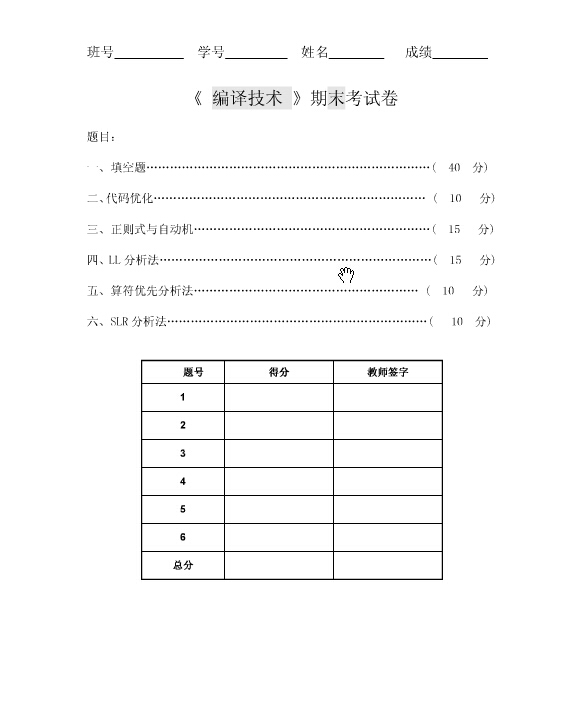 班号__________ 学号_________ 姓名________ 成绩________
《 编译技术 》期末考试卷
题目:
一、填空题……………………………………………………………( 40 分)
二、代码优化………………………………………………………… ( 10 分)
三、正则式与自动机…………………………………………………( 15 分)
四、LL 分析法…………………………………………………………( 15 分)
五、算符优先分析法……………………………………………… ( 10 分)
六、SLR 分析法………………………………………………………( 10 分)
题号 得分 教师签字
1
2
3
4
5
6
总分